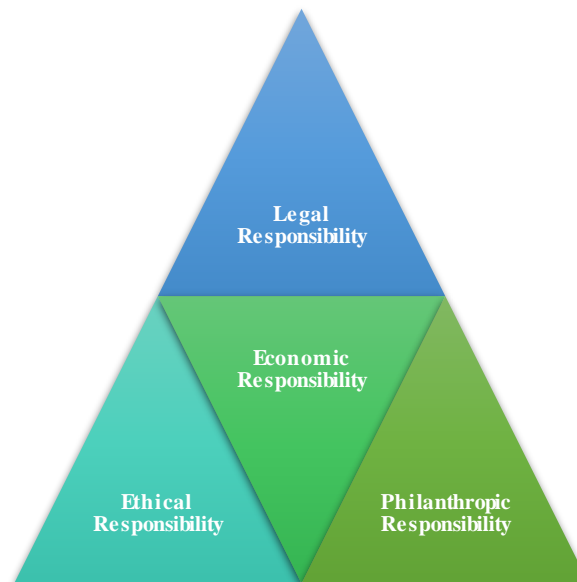 Legal
Responsibility
Economic
Responsibility
Ethical
Responsibility
Philanthropic
Responsibility